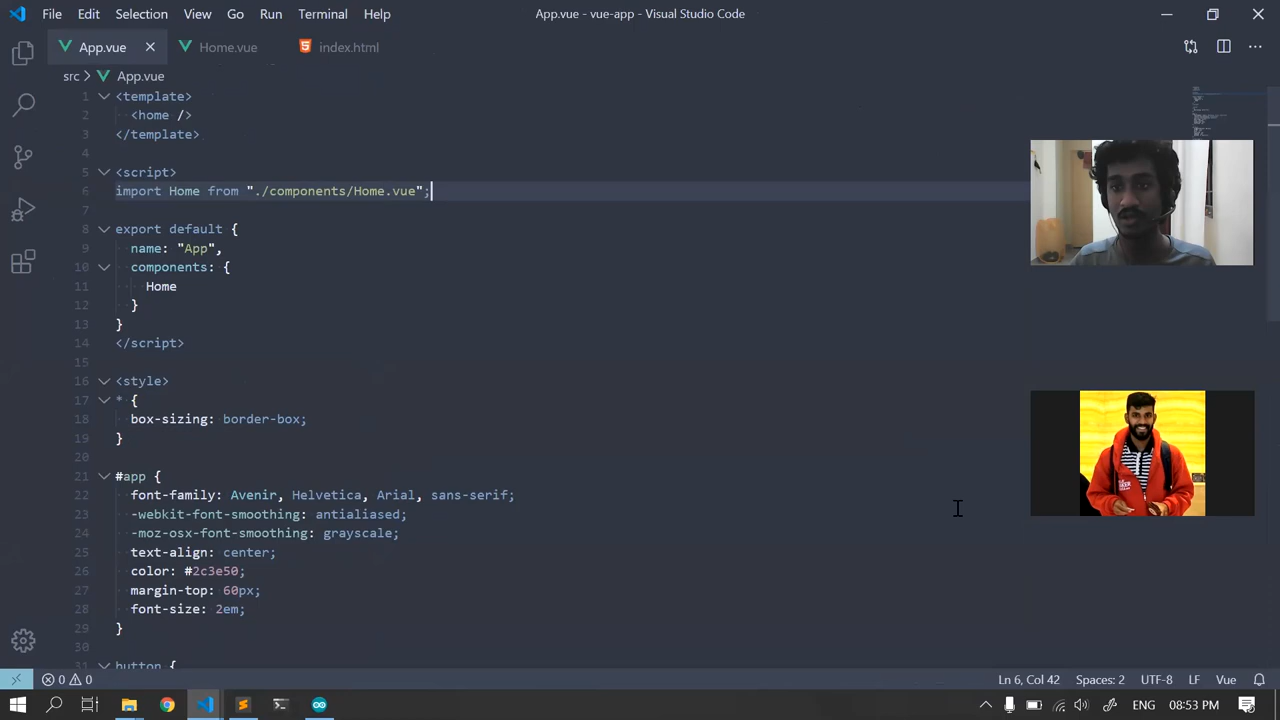 File Edit Selection View Go Run Terminal Help
App.vue - vue-app - Visual Studio Code
App.vue Home.vue index.html
src App.vue
1 <template>
2 <home />
3 </template>
4
5 <script>
6 import Home from "./components/Home.vue";
7
8 export default {
9 name: "App",
10 components: {
11 Home
12 }
13 }
14 </script>
15
16 <style>
17 * {
18 box-sizing: border-box;
19 }
20
21 #app {
22 font-family: Avenir, Helvetica, Arial, sans-serif;
23 -webkit-font-smoothing: antialiased;
24 -moz-osx-font-smoothing: grayscale;
25 text-align: center;
26 color: #2c3e50;
27 margin-top: 60px;
28 font-size: 2em;
29 }
30
31 button {
0 0 Ln 6, Col 42 Spaces: 2 UTF-8 LF Vue
ENG 08:53 PM